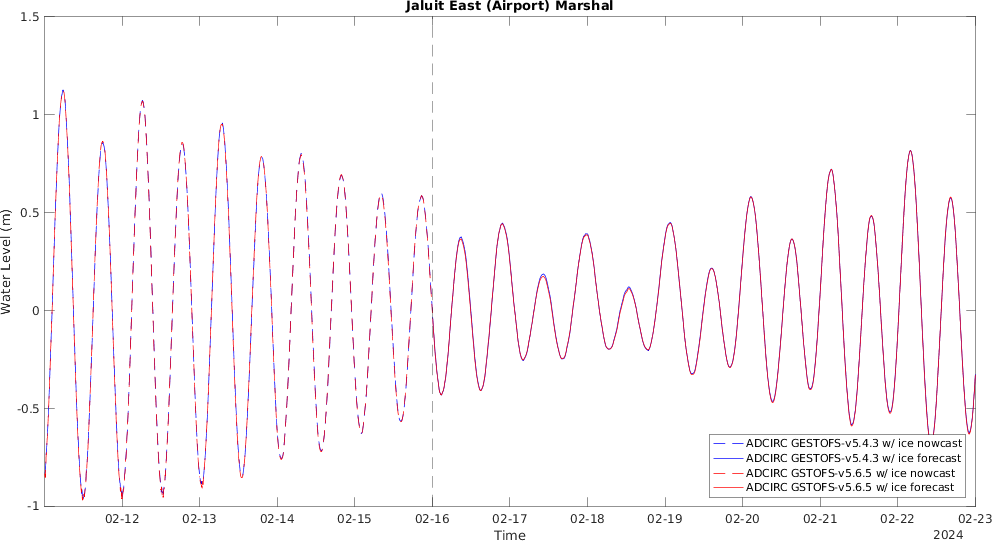 Jaluit East (Airport) Marshal
1.5
1
0.5
0
-0.5
-1
Water Level (m)
ADCIRC GESTOFS-v5.4.3 w/ ice nowcast
ADCIRC GESTOFS-v5.4.3 w/ ice forecast
ADCIRC GSTOFS-v5.6.5 w/ ice nowcast
ADCIRC GSTOFS-v5.6.5 w/ ice forecast
02-12 02-13 02-14 02-15 02-16 02-17 02-18 02-19 02-20 02-21 02-22 02-23
Time
2024